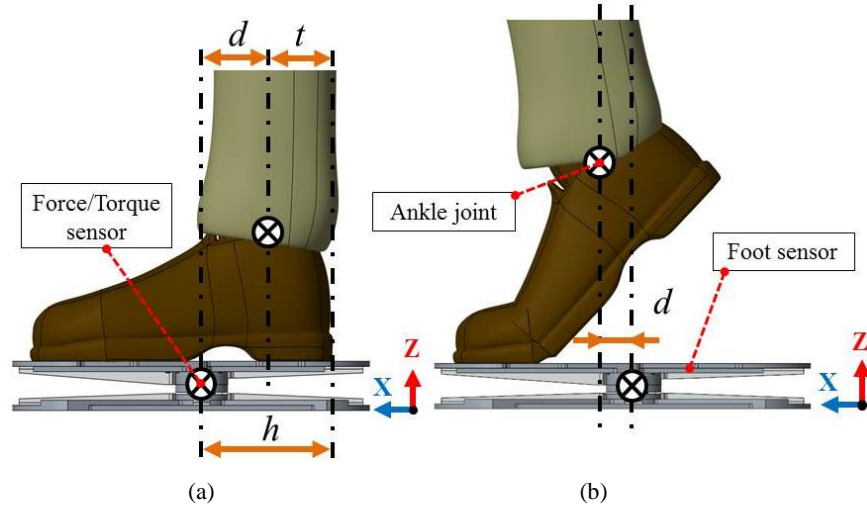 d t
Force/Torque
sensor
Z
X
h
(a)
Ankle joint
Foot sensor
d
Z
X
(b)